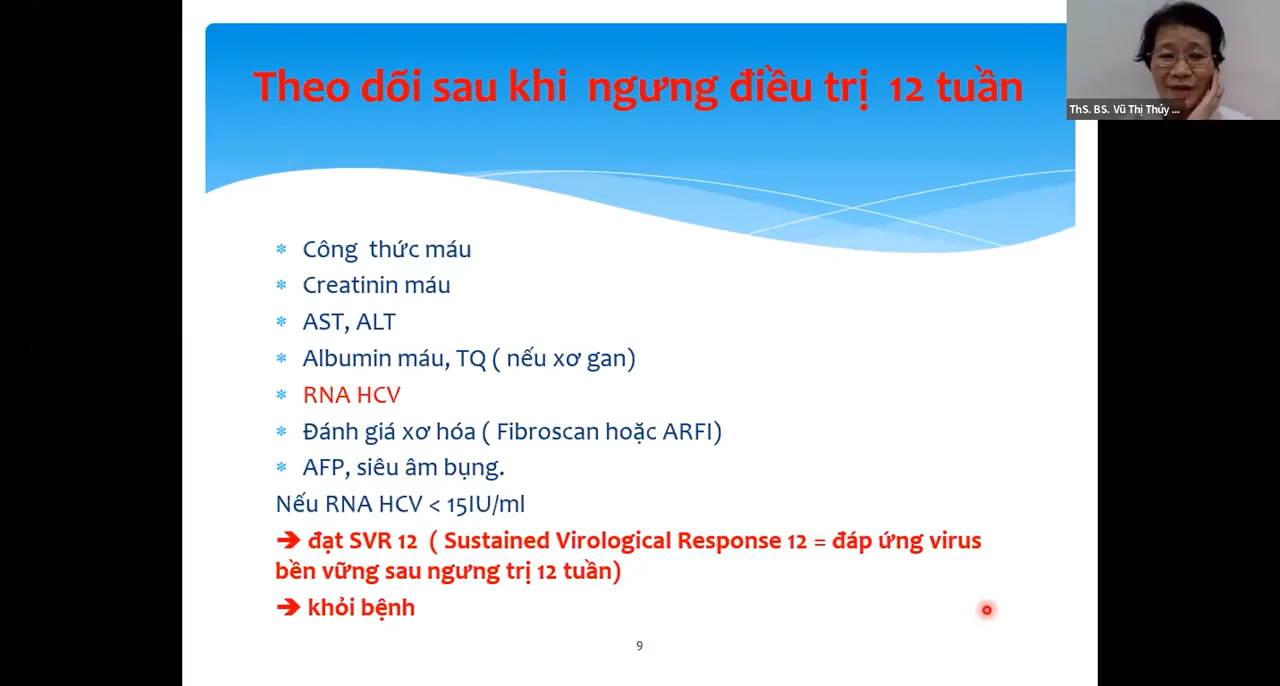 Theo dõi sau khi ngưng điều trị 12 tuần
ThS. BS. Vũ Thị Thúy ...
* Công thức máu
* Creatinin máu
* AST, ALT
* Albumin máu, TQ ( nếu xơ gan)
* RNA HCV
* Đánh giá xơ hóa ( Fibroscan hoặc ARFI)
* AFP, siêu âm bụng.
Nếu RNA HCV < 15IU/ml
➔ đạt SVR 12 ( Sustained Virological Response 12 = đáp ứng virus
bền vững sau ngưng trị 12 tuần)
➔ khỏi bệnh
9